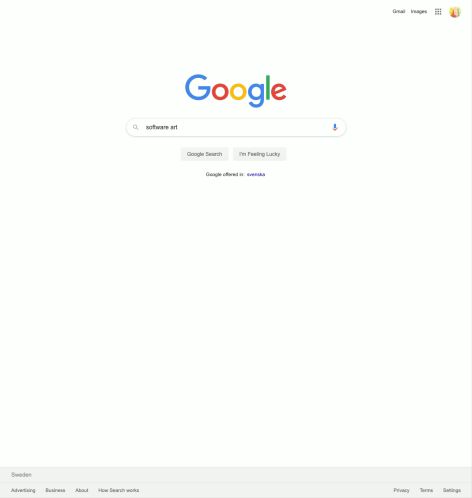 Gmail Images
Google
software art
Google Search I'm Feeling Lucky
Google offered in: svenska
Sweden
Advertising Business About How Search works Privacy Terms Settings